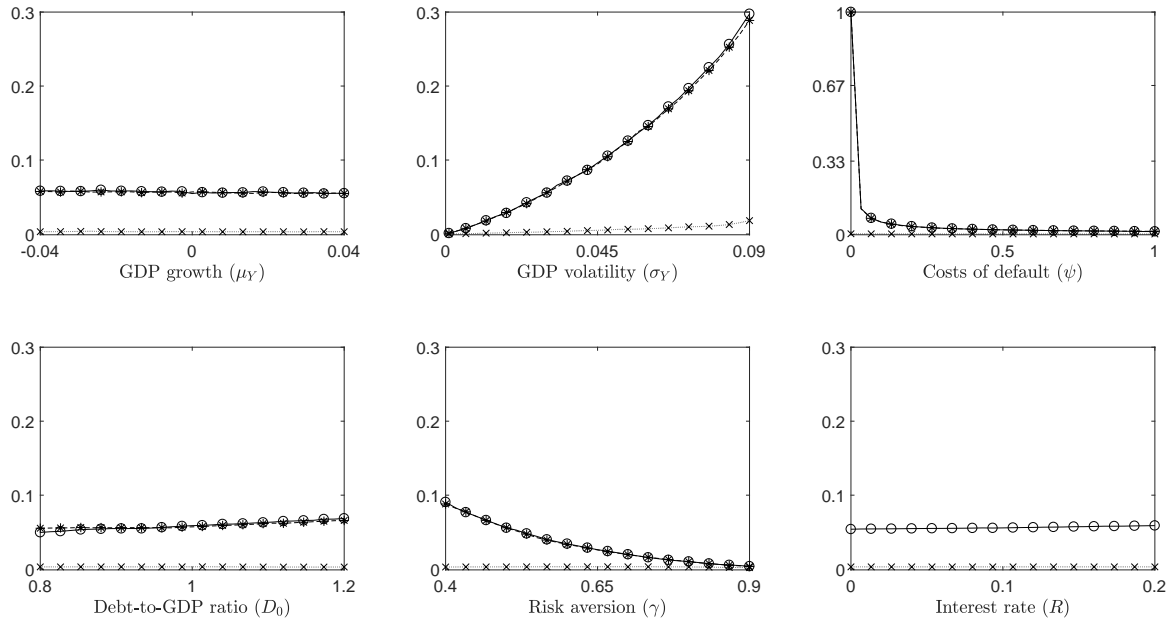 0.3
0.2
0.1
0
-0.04 0 0.04
GDP growth (μ_Y)
0.3
0.2
0.1
0
0 0.045 0.09
GDP volatility (σ_Y)
1
0.67
0.33
0
0 0.5 1
Costs of default (ψ)
0.3
0.2
0.1
0
0.8 1 1.2
Debt-to-GDP ratio (D_0)
0.3
0.2
0.1
0
0.4 0.65 0.9
Risk aversion (γ)
0.3
0.2
0.1
0
0 0.1 0.2
Interest rate (R)